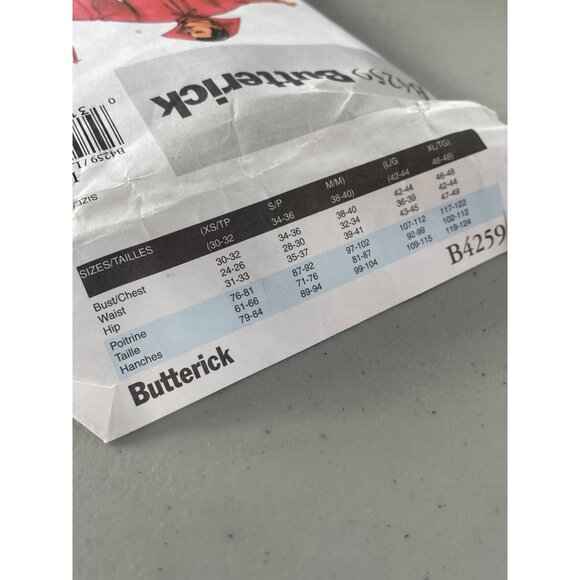 B4259 Butterick
B4259/L
SIZES/TAILLES (XS/TP S/P M/M) (L/G XL/TG)
(30-32 34-36 38-40) (42-44 46-48)
Bust/Chest 30-32 34-36 38-40 42-44 46-48
Waist 24-26 28-30 32-34 36-39 42-44
Hip 31-33 35-37 39-41 43-45 47-49
Poitrine 76-81 87-92 97-102 107-112 117-122
Taille 61-66 71-76 81-87 92-99 102-112
Hanches 79-84 89-94 99-104 109-115 119-124
Butterick B4259